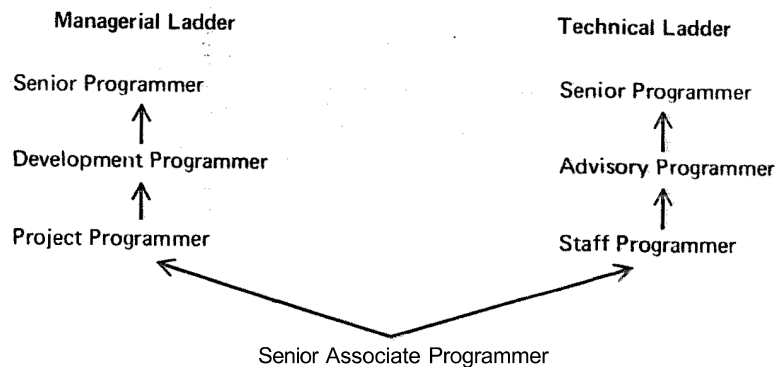 Managerial Ladder
Technical Ladder
Senior Programmer
Senior Programmer
Development Programmer
Advisory Programmer
Project Programmer
Staff Programmer
Senior Associate Programmer